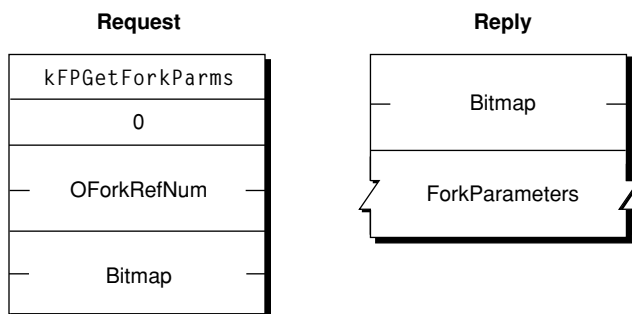 Request
kFPGetForkParms
0
OForkRefNum
Bitmap
Reply
Bitmap
ForkParameters